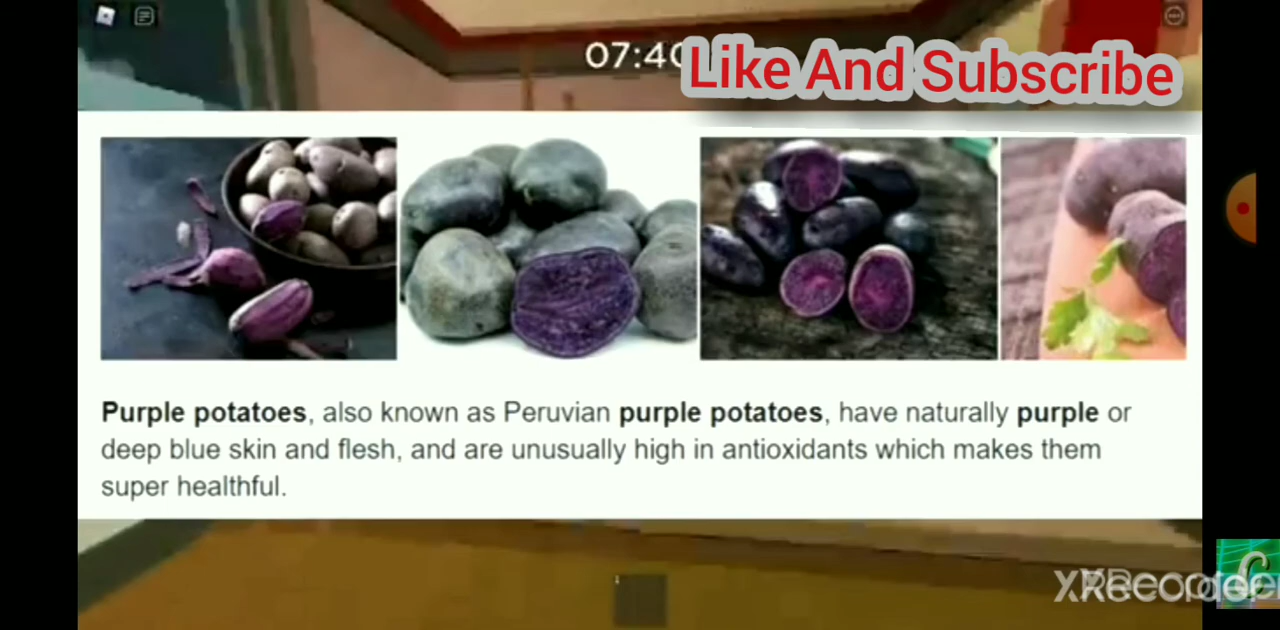 07:40
Like And Subscribe
Purple potatoes, also known as Peruvian purple potatoes, have naturally purple or
deep blue skin and flesh, and are unusually high in antioxidants which makes them
super healthful.
XRecorder